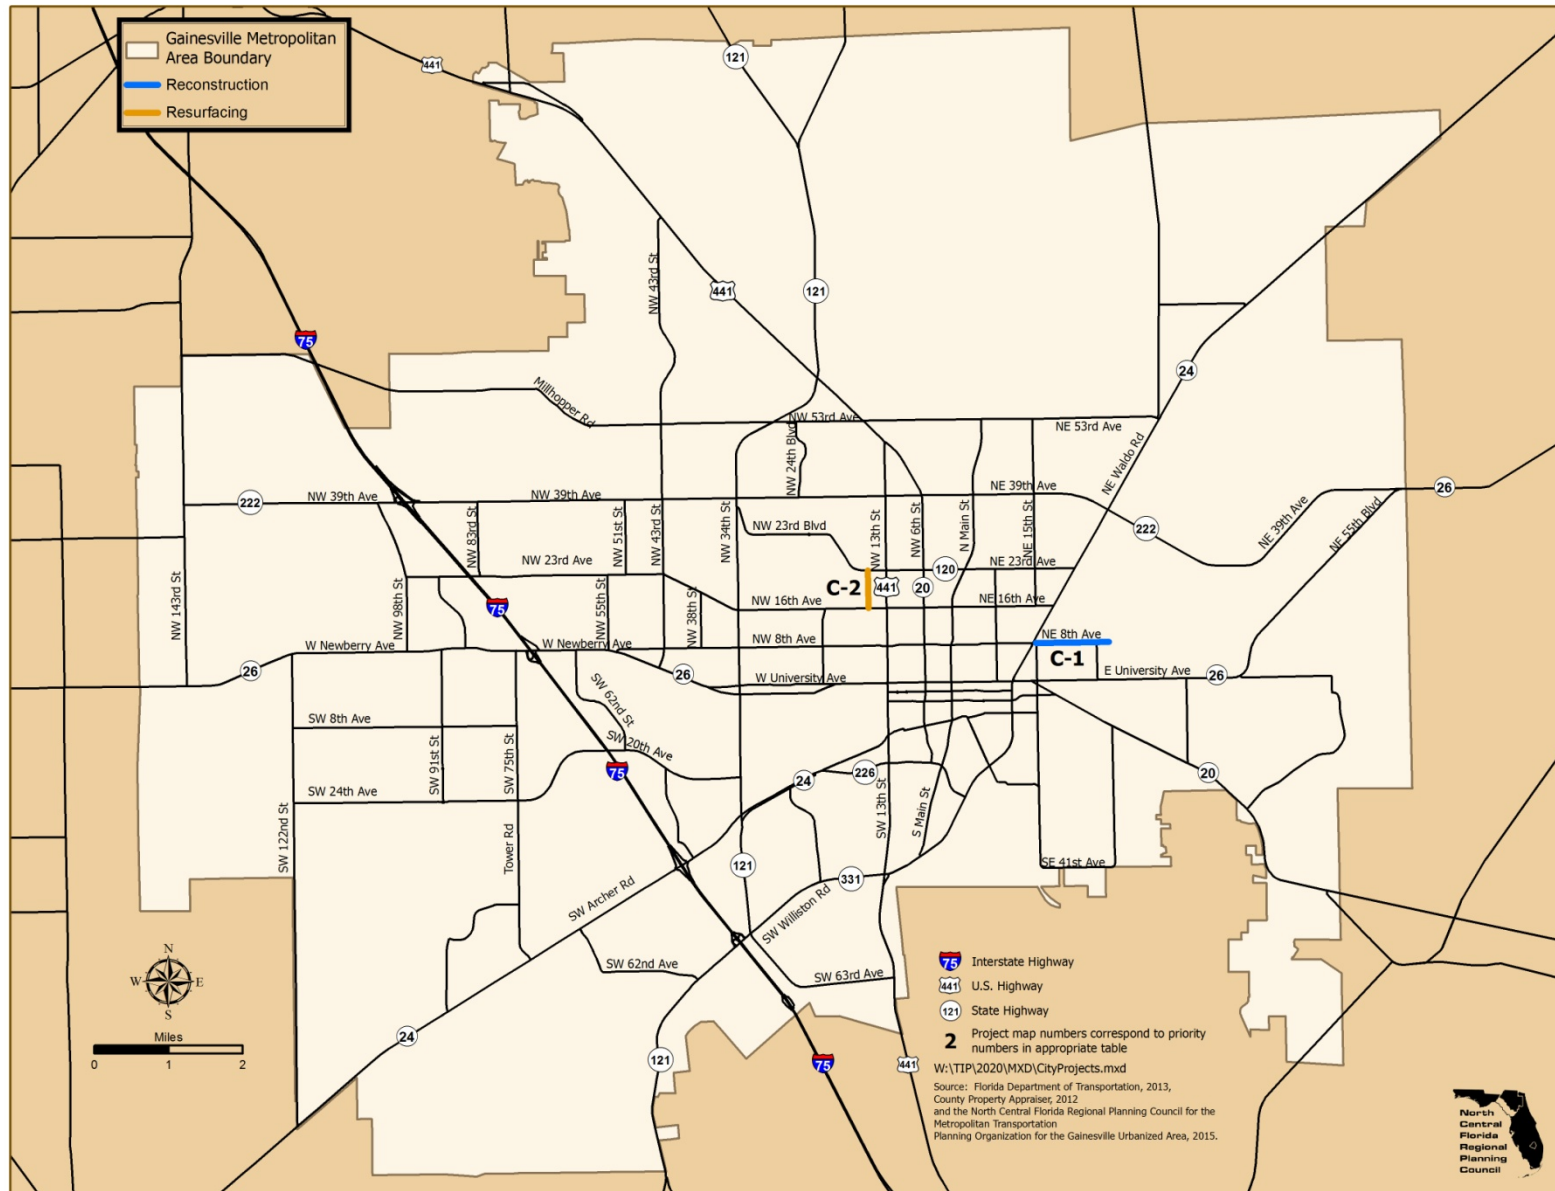 Gainesville Metropolitan
Area Boundary
Reconstruction
Resurfacing
441
121
NW 43rd St
441
121
75
24
Millhopper Rd
NW 53rd Ave
NE 53rd Ave
NW 24th Blvd
NE Waldo Rd
222
NW 39th Ave
NW 39th Ave
NE 39th Ave
26
NW 83rd St
NW 51st St
NW 43rd St
NW 34th St
NW 23rd Blvd
NW 13th St
NW 6th St
N Main St
NE 15th St
222
NE 39th Ave
NE 55th Blvd
NW 23rd Ave
120
NE 23rd Ave
NW 143rd St
NW 98th St
75
NW 55th St
NW 38th St
C-2
441
20
NW 16th Ave
NE 16th Ave
W Newberry Ave
W Newberry Ave
NW 8th Ave
NE 8th Ave
C-1
26
26
W University Ave
E University Ave
26
SW 62nd St
SW 8th Ave
SW 20th Ave
SW 91st St
SW 75th St
75
24
226
20
SW 24th Ave
SW 122nd St
Tower Rd
SW 13th St
S Main St
121
331
SE 41st Ave
SW Archer Rd
SW Williston Rd
SW 62nd Ave
SW 63rd Ave
24
121
75
441
N
W
E
S
Miles
0
1
2
75
Interstate Highway
441
U.S. Highway
121
State Highway
2
Project map numbers correspond to priority
numbers in appropriate table
W:\TIP\2020\MXD\CityProjects.mxd
Source: Florida Department of Transportation, 2013,
County Property Appraiser, 2012
and the North Central Florida Regional Planning Council for the
Metropolitan Transportation
Planning Organization for the Gainesville Urbanized Area, 2015.
North
Central
Florida
Regional
Planning
Council